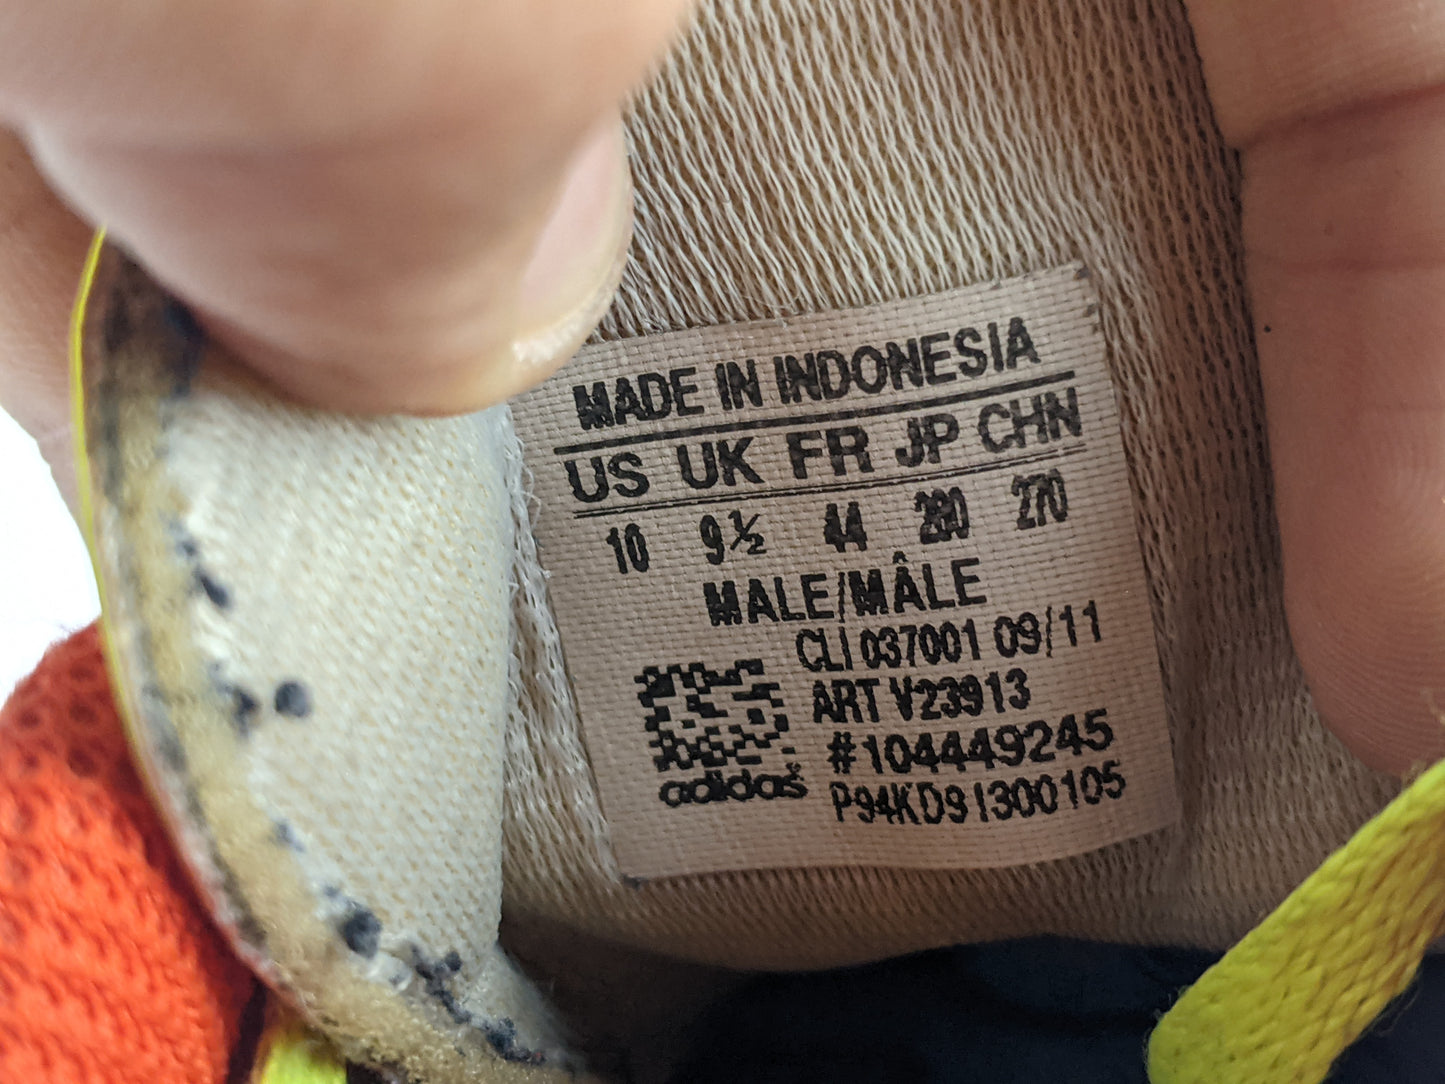 MADE IN INDONESIA
US UK FR JP CHN
10 9½ 44 280 270
MALE/MÂLE
CLI 037001 09/11
ART V23913
#104449245
adidas P94KD91300105